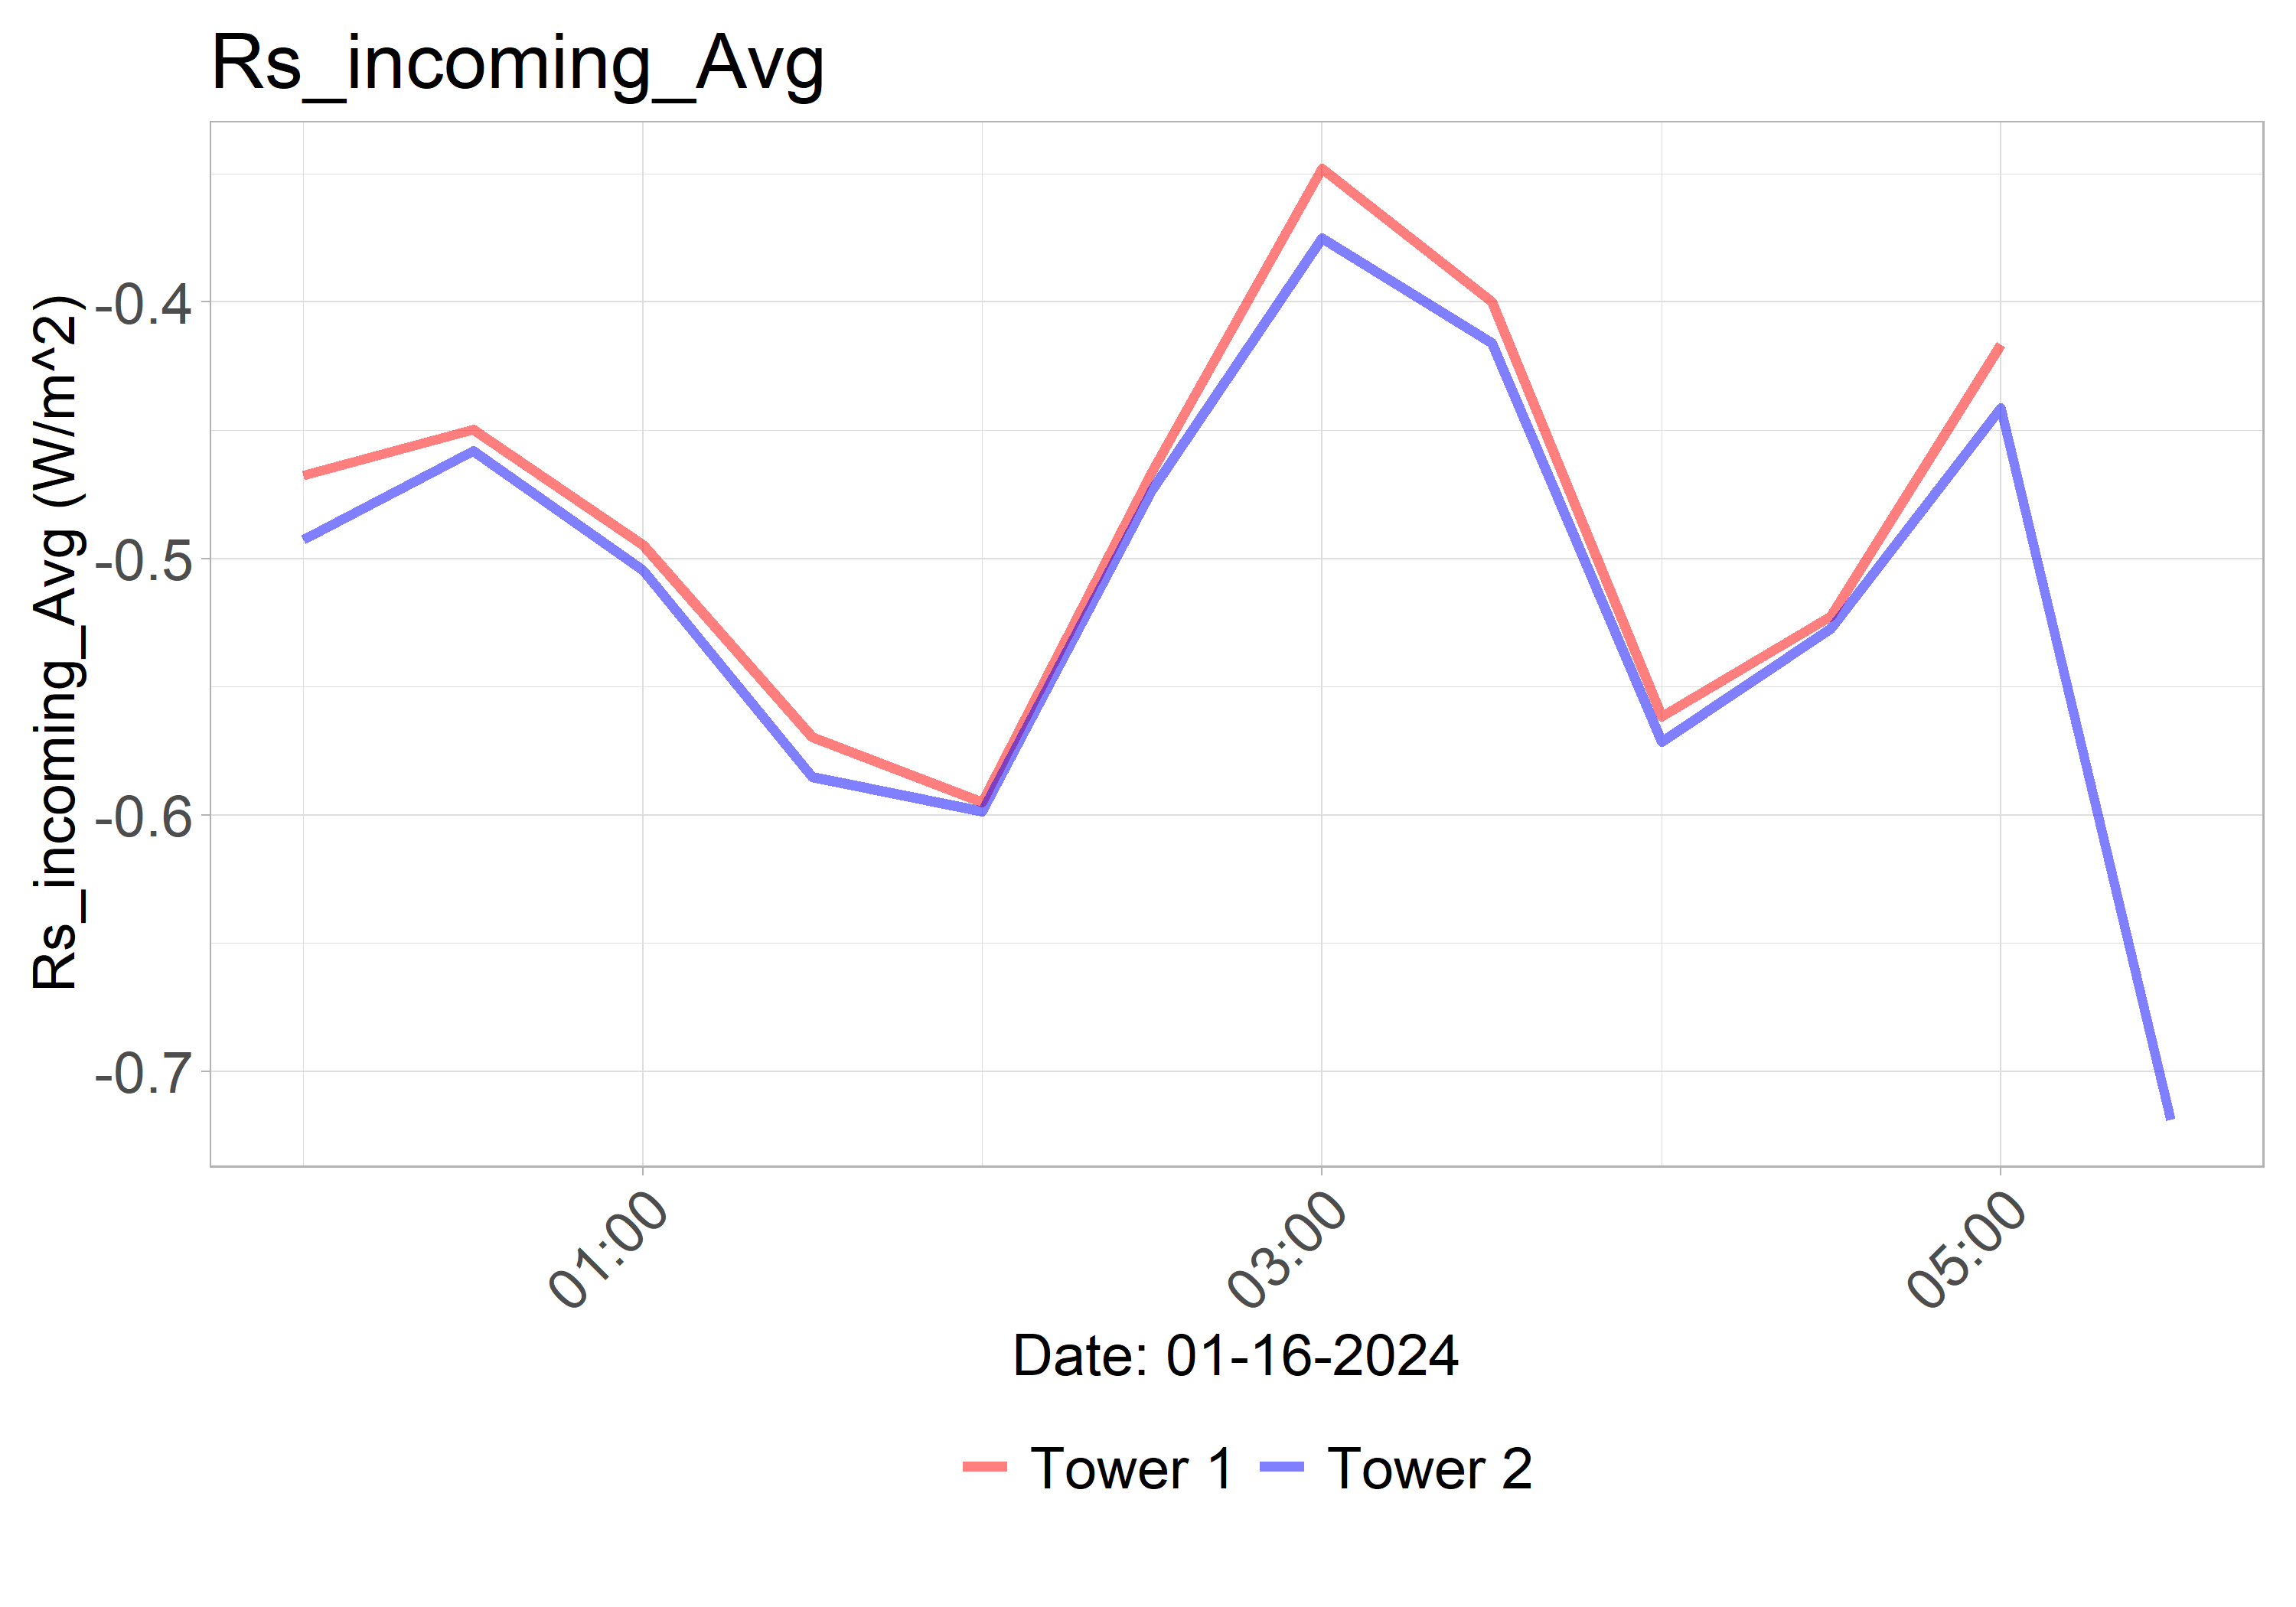 Rs_incoming_Avg
Rs_incoming_Avg (W/m^2)
-0.4
-0.5
-0.6
-0.7
01:00
03:00
05:00
Date: 01-16-2024
Tower 1
Tower 2